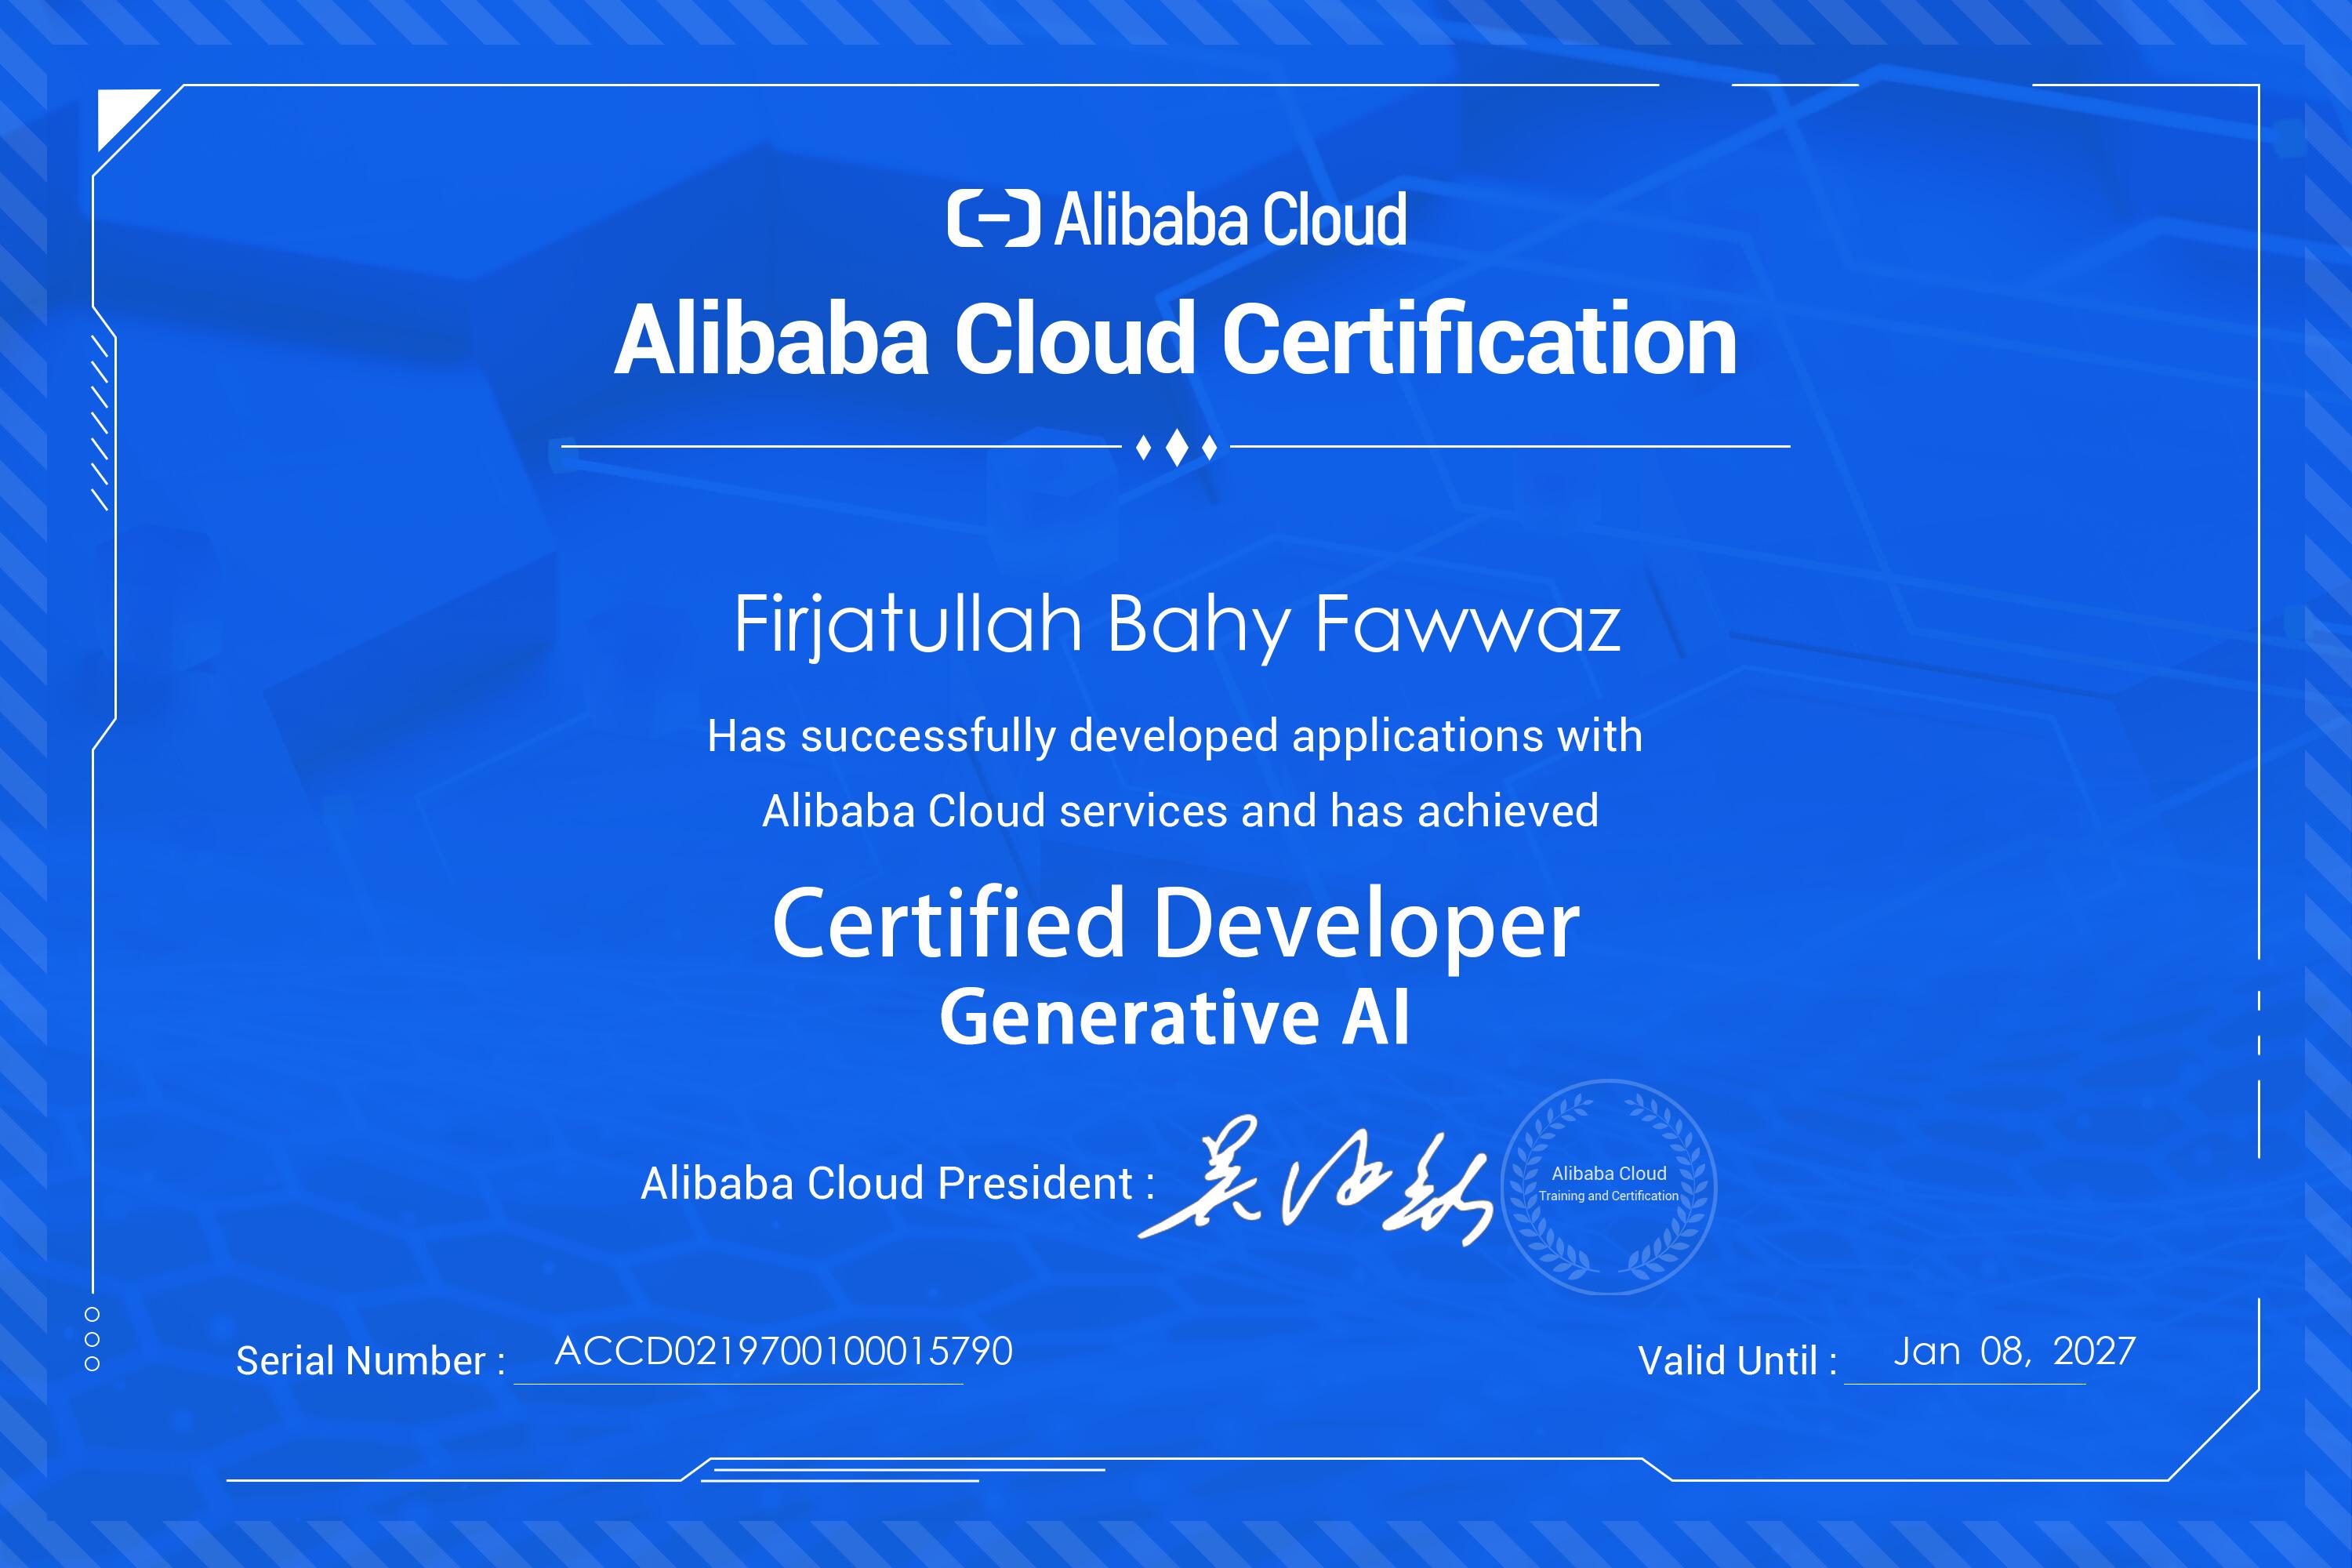 Alibaba Cloud
Alibaba Cloud Certification
Firjatullah Bahy Fawwaz
Has successfully developed applications with
Alibaba Cloud services and has achieved
Certified Developer
Generative AI
Alibaba Cloud President :
Alibaba Cloud
Training and Certification
Serial Number : ACCD0219700100015790
Valid Until : Jan 08, 2027